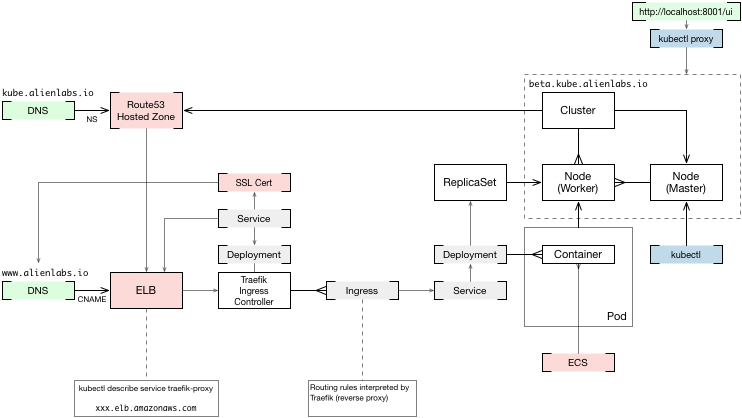 http://localhost:8001/ui
kubectl proxy
kube.alienlabs.io
DNS
NS
Route53
Hosted Zone
beta.kube.alienlabs.io
Cluster
SSL Cert
ReplicaSet
Node
(Worker)
Node
(Master)
Service
Deployment
Deployment
Container
kubectl
www.alienlabs.io
DNS
CNAME
ELB
Traefik
Ingress
Controller
Ingress
Service
Pod
ECS
kubectl describe service traefik-proxy
xxx.elb.amazonaws.com
Routing rules interpreted by
Traefik (reverse proxy)